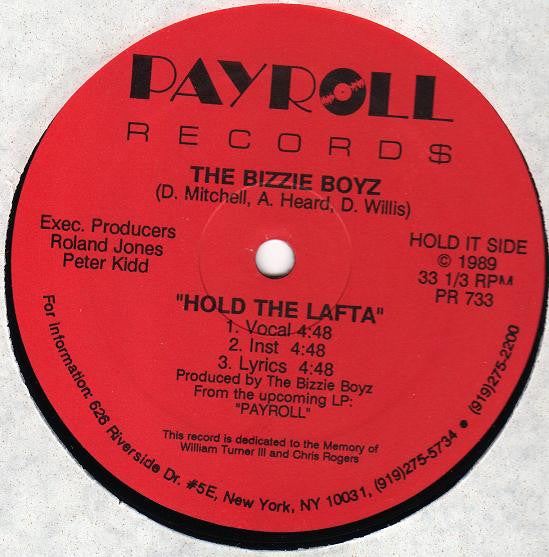 PAYROLL
RECORD$
THE BIZZIE BOYZ
(D. Mitchell, A. Heard, D. Willis)
Exec. Producers
Roland Jones
Peter Kidd
HOLD IT SIDE
© 1989
33 1/3 RPM
PR 733
"HOLD THE LAFTA"
1. Vocal 4:48
2. Inst 4:48
3. Lyrics 4:48
Produced by The Bizzie Boyz
From the upcoming LP:
"PAYROLL"
This record is dedicated to the Memory of
William Turner III and Chris Rogers
For information: 626 Riverside Dr. #5E, New York, NY 10031, (919)275-5734 • (919)275-2200